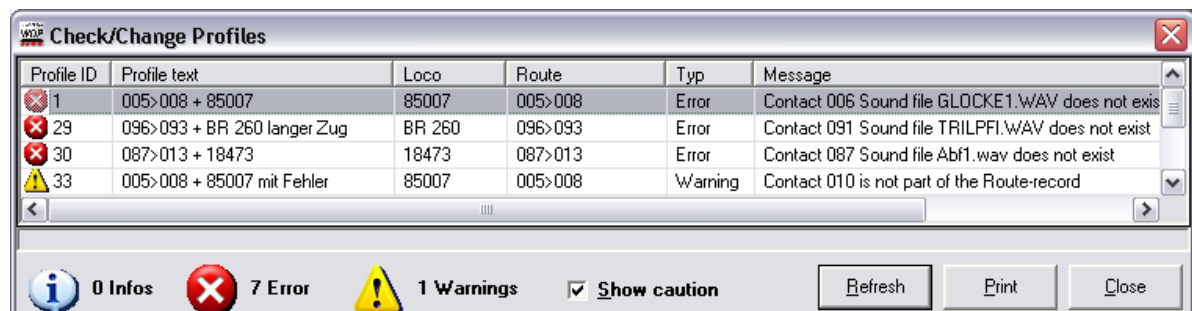 Check/Change Profiles
Profile ID Profile text Loco Route Typ Message
1 005>008 + 85007 85007 005>008 Error Contact 006 Sound file GLOCKE1.WAV does not exis
29 096>093 + BR 260 langer Zug BR 260 096>093 Error Contact 091 Sound file TRILPFI.WAV does not exist
30 087>013 + 18473 18473 087>013 Error Contact 087 Sound file Abf1.wav does not exist
33 005>008 + 85007 mit Fehler 85007 005>008 Warning Contact 010 is not part of the Route-record
0 Infos 7 Error 1 Warnings Show caution Refresh Print Close